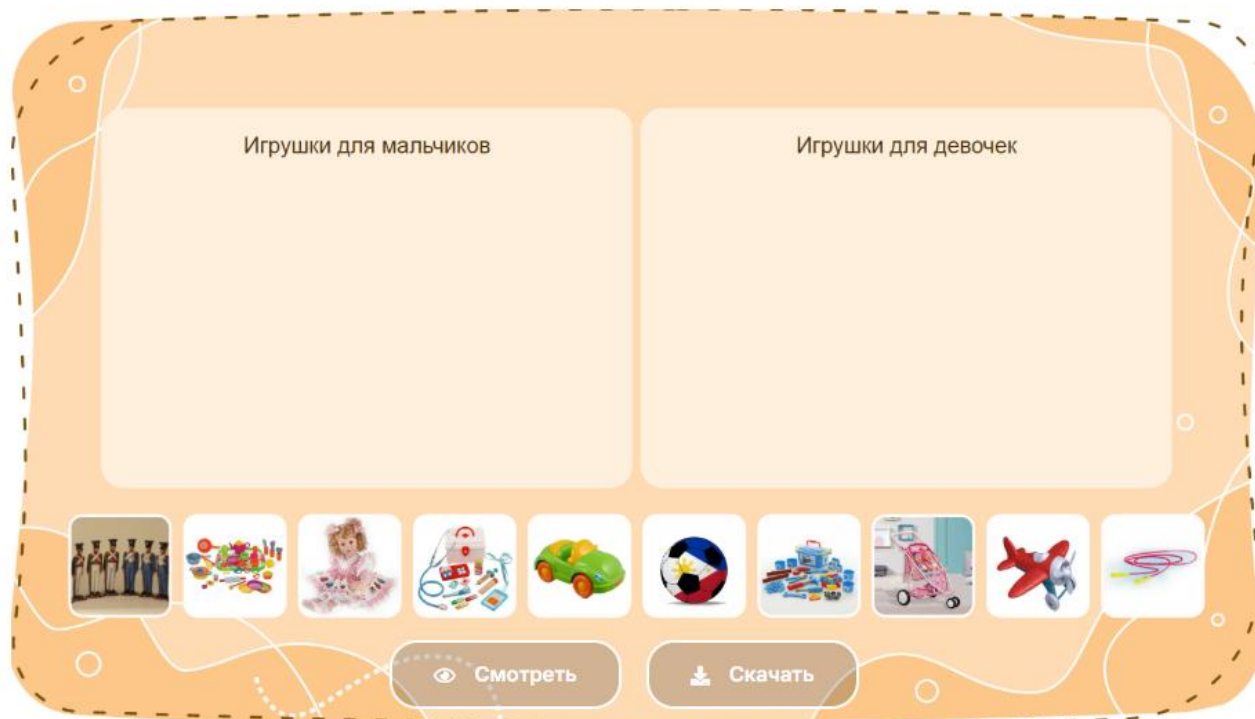 Игрушки для мальчиков
Игрушки для девочек
Смотреть
Скачать